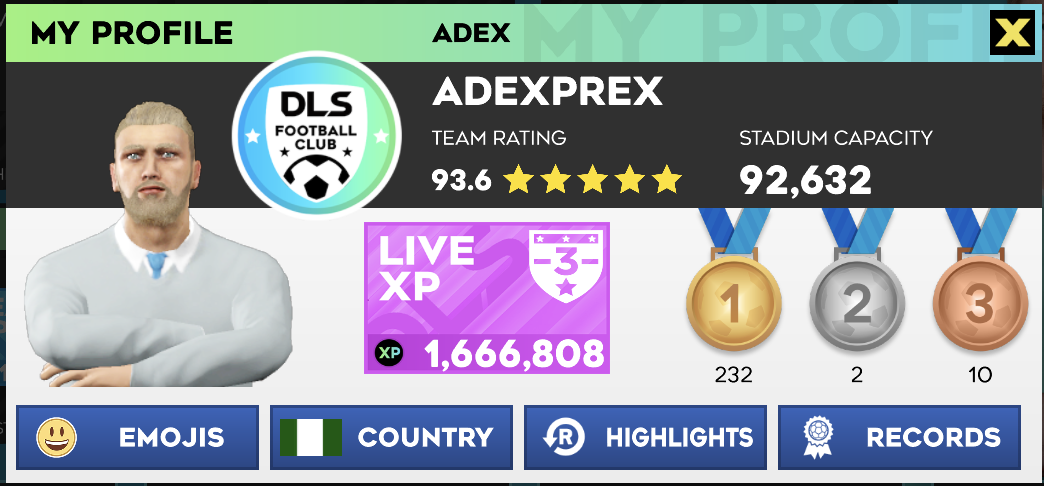 MY PROFILE
ADEX
MY PROFI
X
DLS
FOOTBALL
CLUB
ADEXPREX
TEAM RATING
93.6
STADIUM CAPACITY
92,632
LIVE
XP
3
XP 1,666,808
1
2
3
232
2
10
EMOJIS
COUNTRY
R HIGHLIGHTS
RECORDS